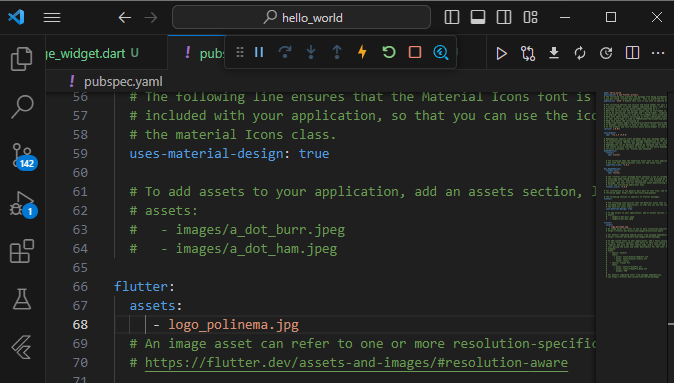 hello_world
ge_widget.dart U ! pubs
! pubspec.yaml
56 # The following line ensures that the Material Icons font is
57 # included with your application, so that you can use the ico
58 # the material Icons class.
59 uses-material-design: true
60
61 # To add assets to your application, add an assets section, l
62 # assets:
63 #   - images/a_dot_burr.jpeg
64 #   - images/a_dot_ham.jpeg
65
66 flutter:
67 assets:
68 - logo_polinema.jpg
69 # An image asset can refer to one or more resolution-specific
70 # https://flutter.dev/assets-and-images/#resolution-aware
71
142
1